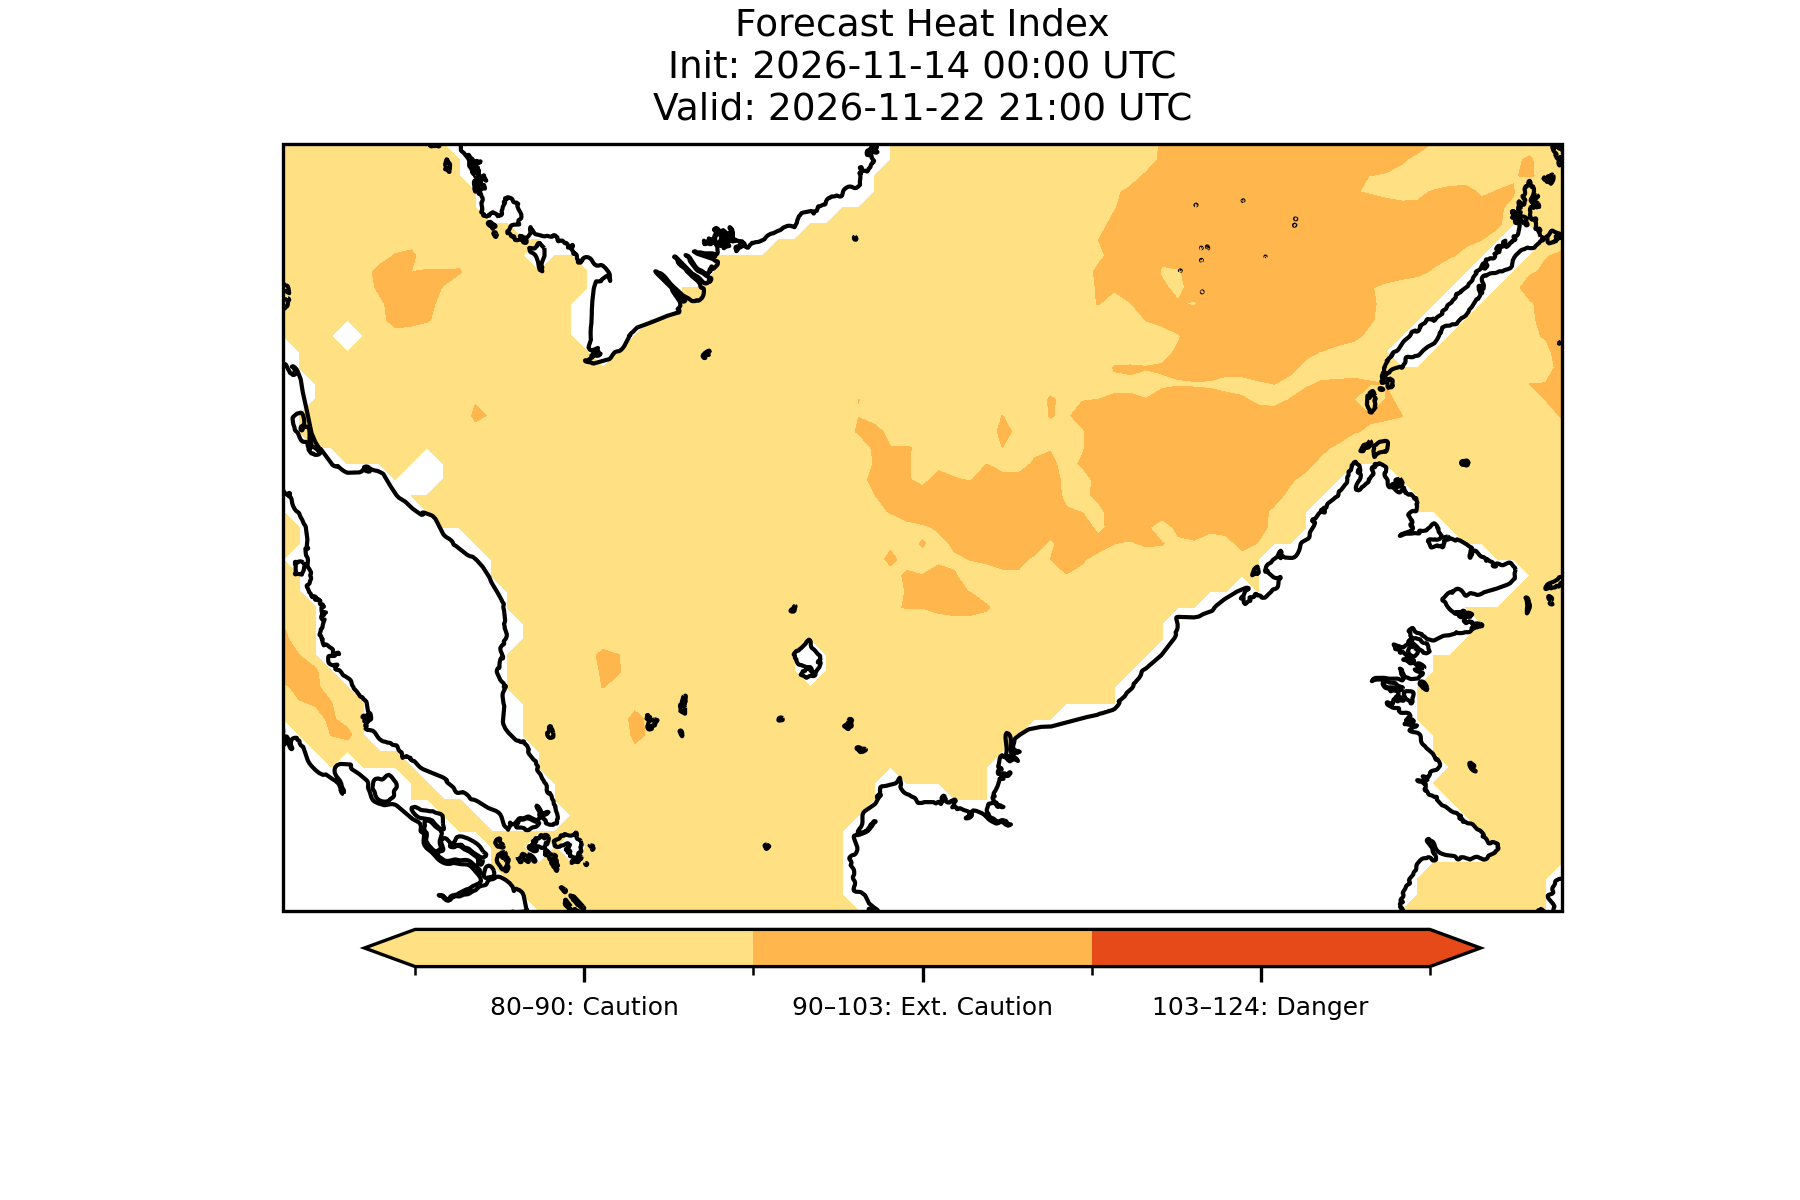 Forecast Heat Index
Init: 2026-11-14 00:00 UTC
Valid: 2026-11-22 21:00 UTC
80–90: Caution
90–103: Ext. Caution
103–124: Danger